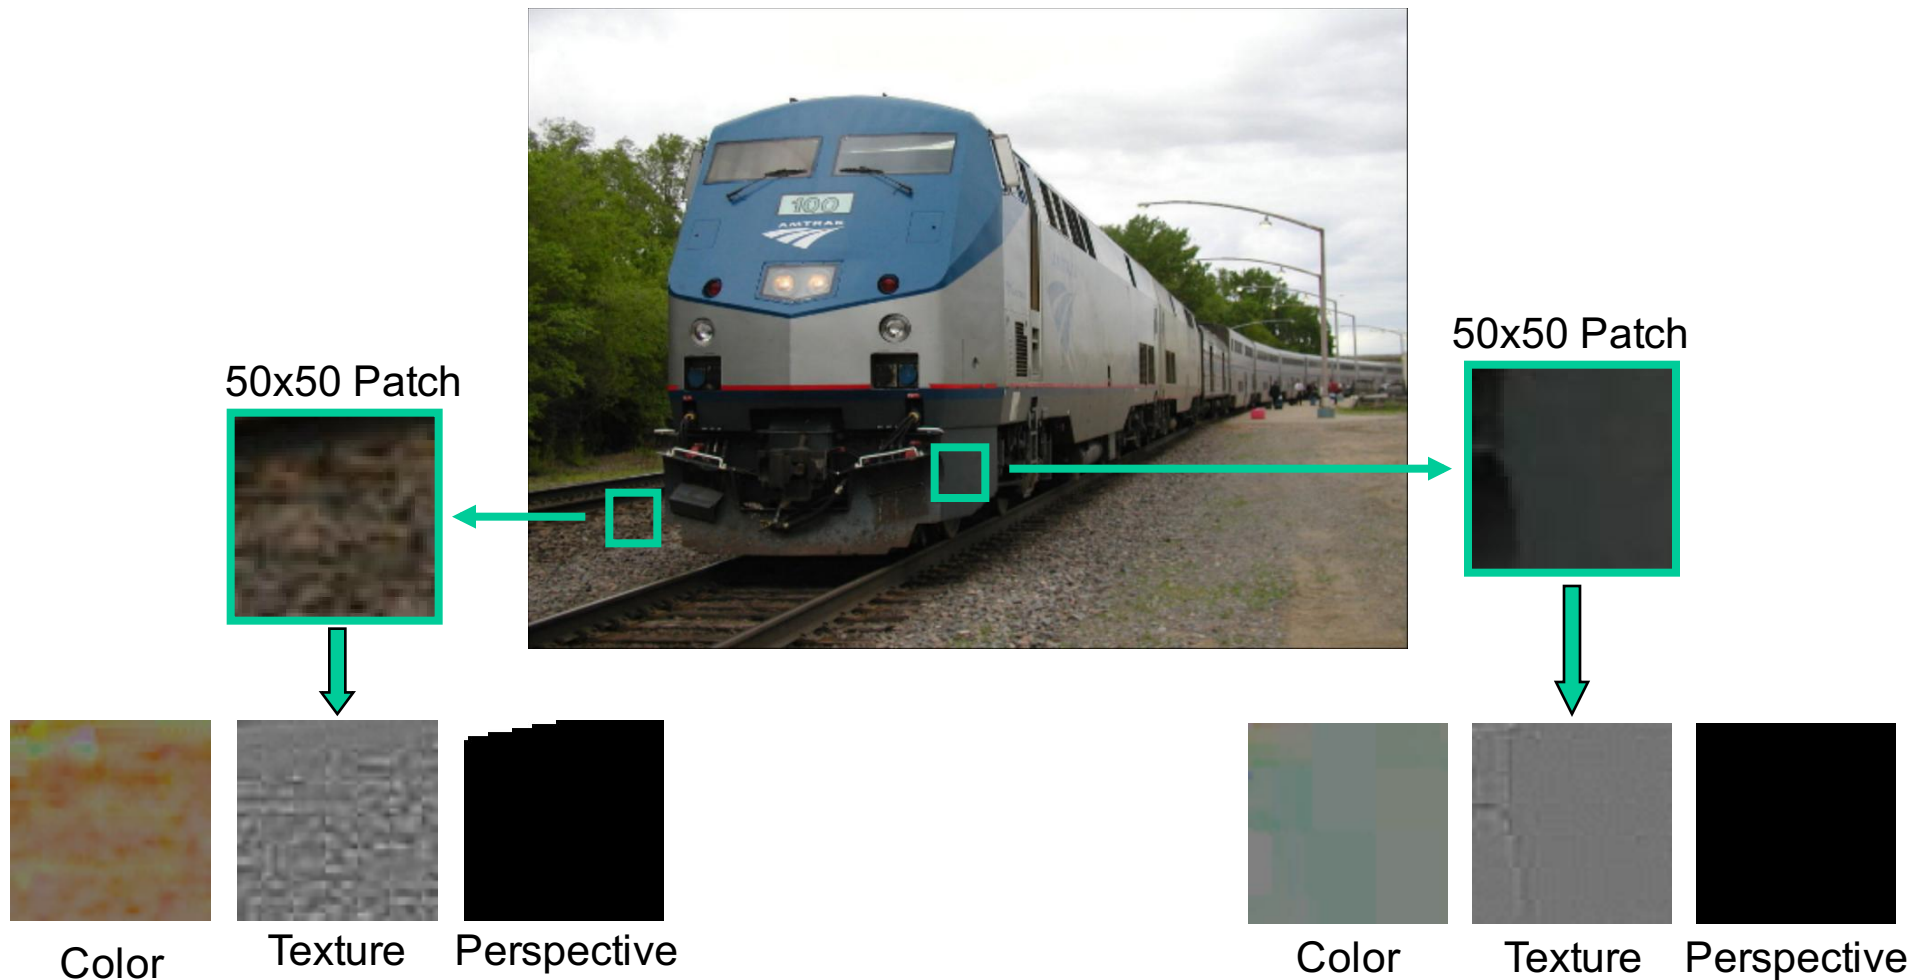 100
AMTRAK
50x50 Patch
50x50 Patch
Color
Texture
Perspective
Color
Texture
Perspective